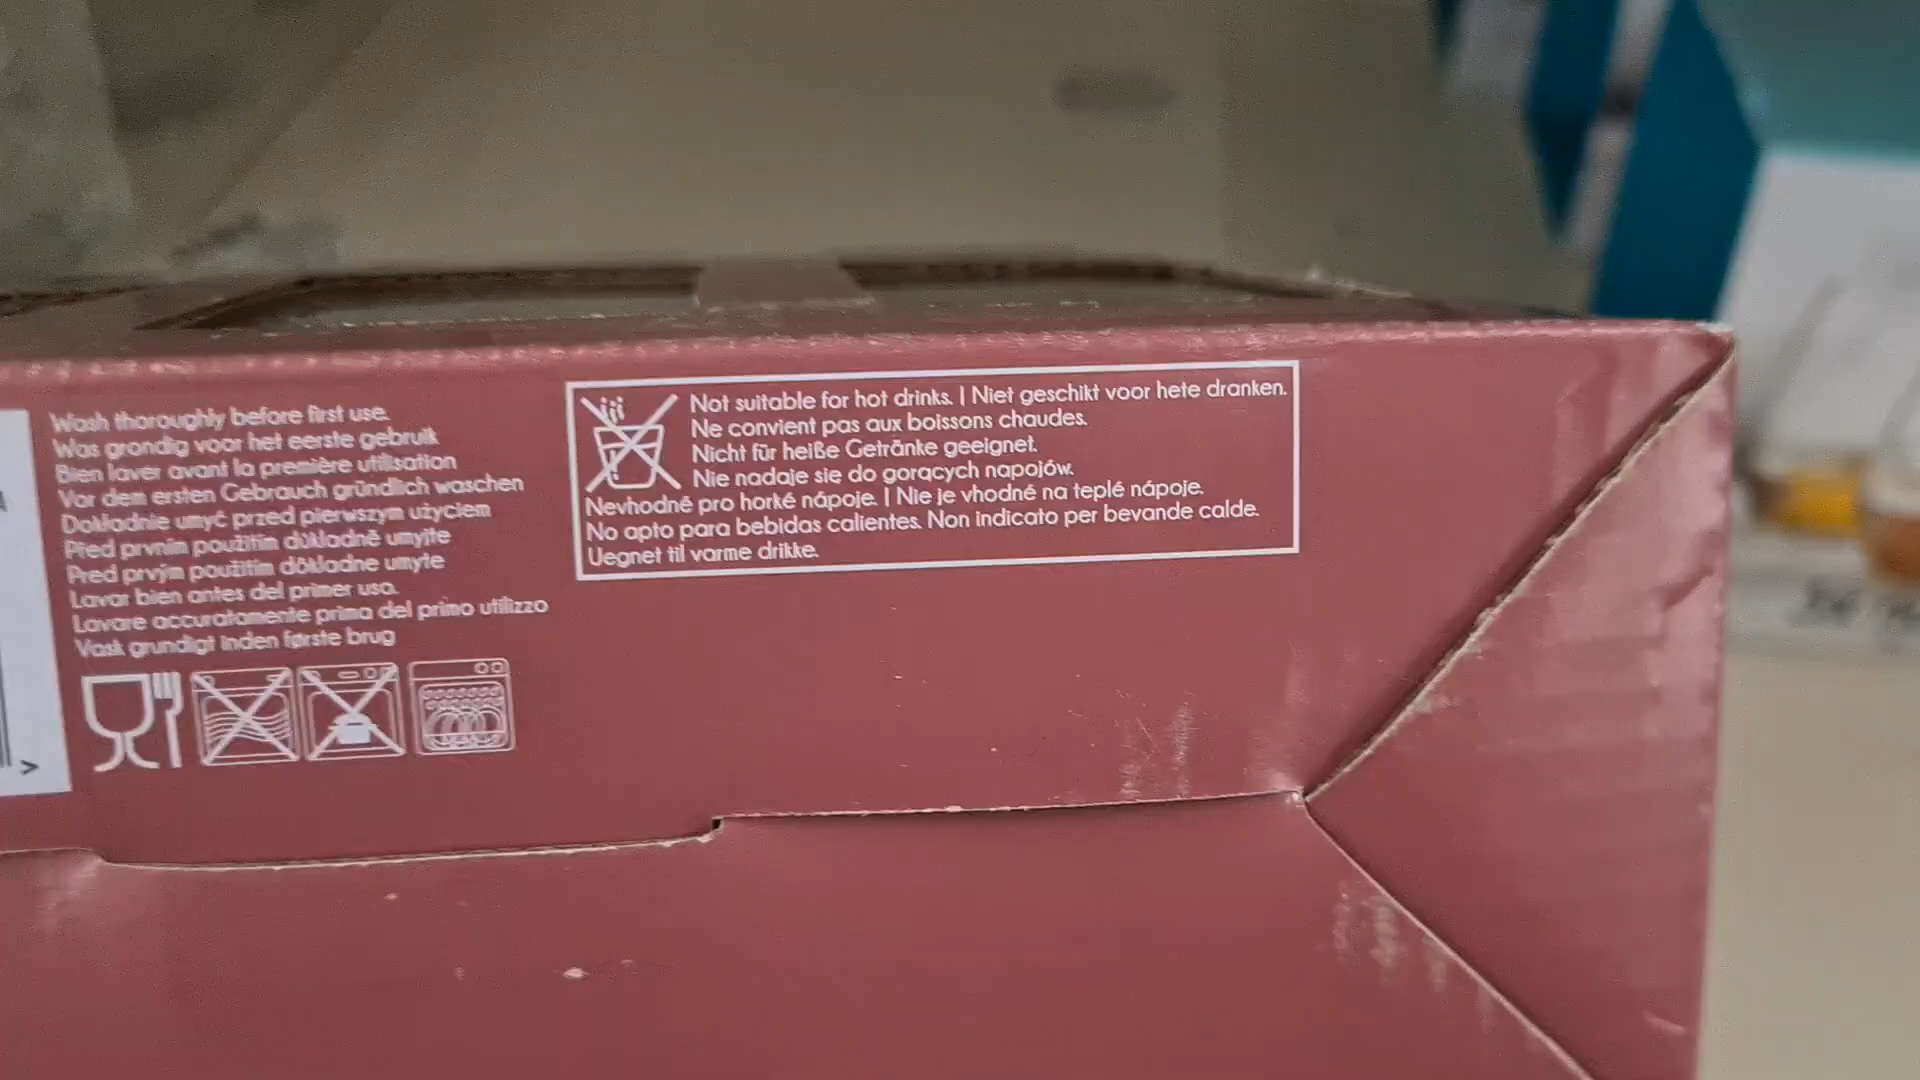 Wash thoroughly before first use.
Was grondig voor het eerste gebruik
Bien laver avant la première utilisation
Vor dem ersten Gebrauch gründlich waschen
Dokładnie umyć przed pierwszym użyciem
Před prvním použitím důkladně umyjte
Pred prvým použitím dôkladne umyte
Lavar bien antes del primer uso.
Lavare accuratamente prima del primo utilizzo
Vask grundigt inden første brug
Not suitable for hot drinks. | Niet geschikt voor hete dranken.
Ne convient pas aux boissons chaudes.
Nicht für heiße Getränke geeignet.
Nie nadaje sie do gorących napojów.
Nevhodné pro horké nápoje. | Nie je vhodné na teplé nápoje.
No apto para bebidas calientes. Non indicato per bevande calde.
Uegnet til varme drikke.